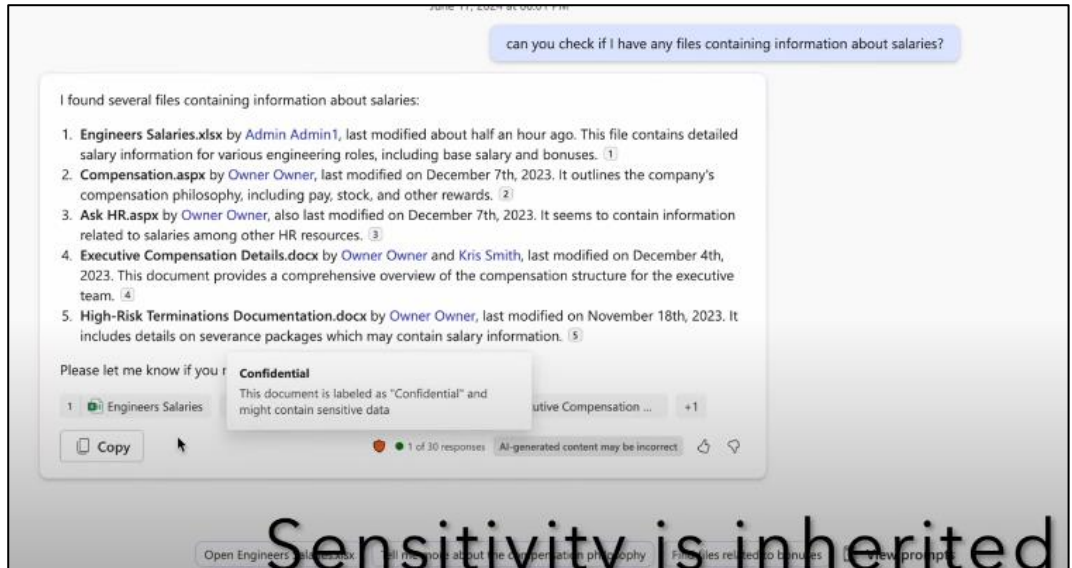 June 17, 2024 at 06:01 PM
can you check if I have any files containing information about salaries?
I found several files containing information about salaries:
1. Engineers Salaries.xlsx by Admin Admin1, last modified about half an hour ago. This file contains detailed
salary information for various engineering roles, including base salary and bonuses. 1
2. Compensation.aspx by Owner Owner, last modified on December 7th, 2023. It outlines the company's
compensation philosophy, including pay, stock, and other rewards. 2
3. Ask HR.aspx by Owner Owner, also last modified on December 7th, 2023. It seems to contain information
related to salaries among other HR resources. 3
4. Executive Compensation Details.docx by Owner Owner and Kris Smith, last modified on December 4th,
2023. This document provides a comprehensive overview of the compensation structure for the executive
team. 4
5. High-Risk Terminations Documentation.docx by Owner Owner, last modified on November 18th, 2023. It
includes details on severance packages which may contain salary information. 5
Please let me know if you
Confidential
This document is labeled as "Confidential" and
might contain sensitive data
1 Engineers Salaries
utive Compensation ... +1
Copy
1 of 30 responses AI-generated content may be incorrect
Sensitivity is inherited
Open Engineers Salaries.xlsx Tell me more about the compensation philosophy Find files related to bonuses View prompts